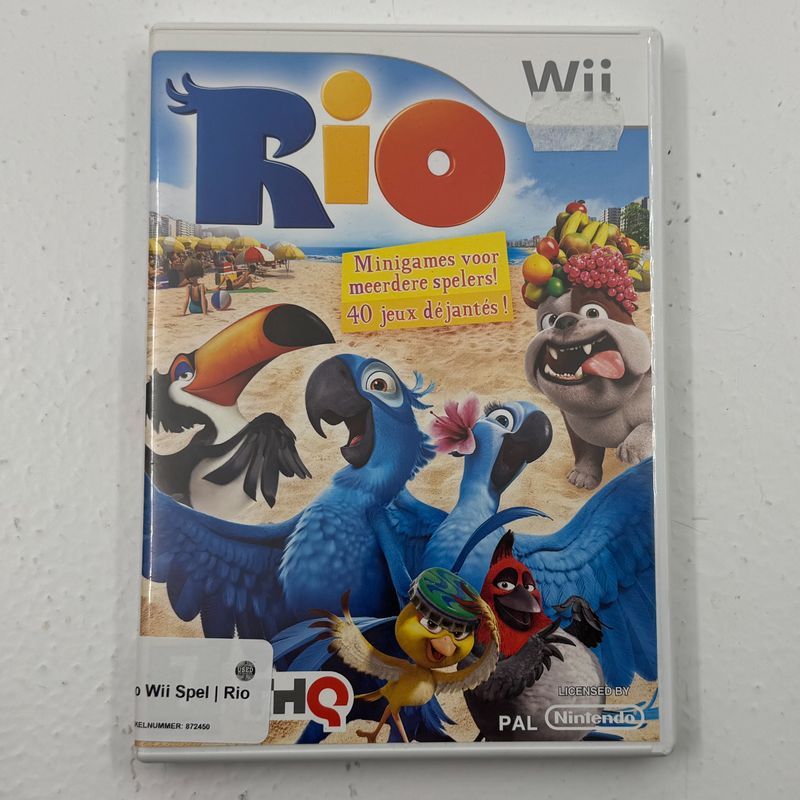 Rio
Wii
Minigames voor
meerdere spelers!
40 jeux déjantés !
USED
o Wii Spel | Rio
KELNUMMER: 872450
THQ
LICENSED BY
PAL Nintendo